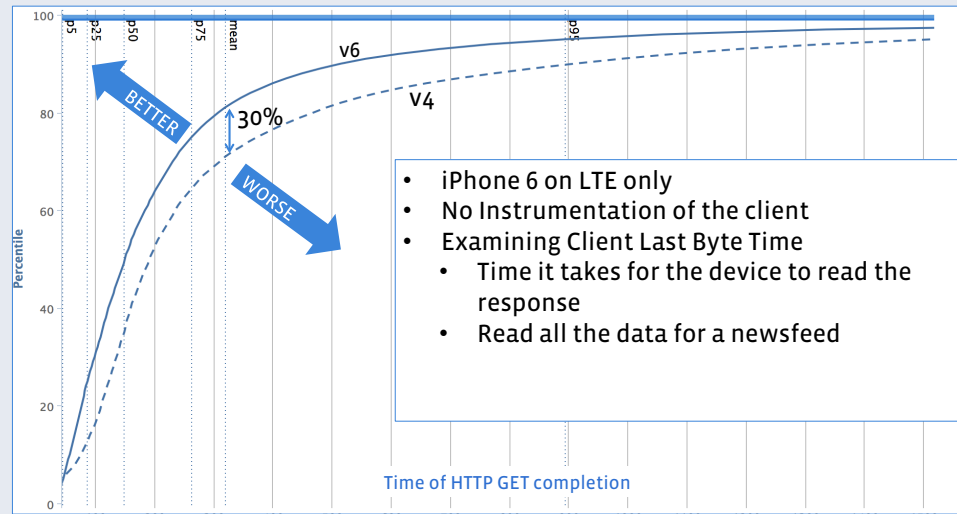 100
80
60
40
20
0
Percentile
p5
p25
p50
p75
mean
p95
v6
v4
30%
BETTER
WORSE
• iPhone 6 on LTE only
• No Instrumentation of the client
• Examining Client Last Byte Time
• Time it takes for the device to read the
response
• Read all the data for a newsfeed
Time of HTTP GET completion